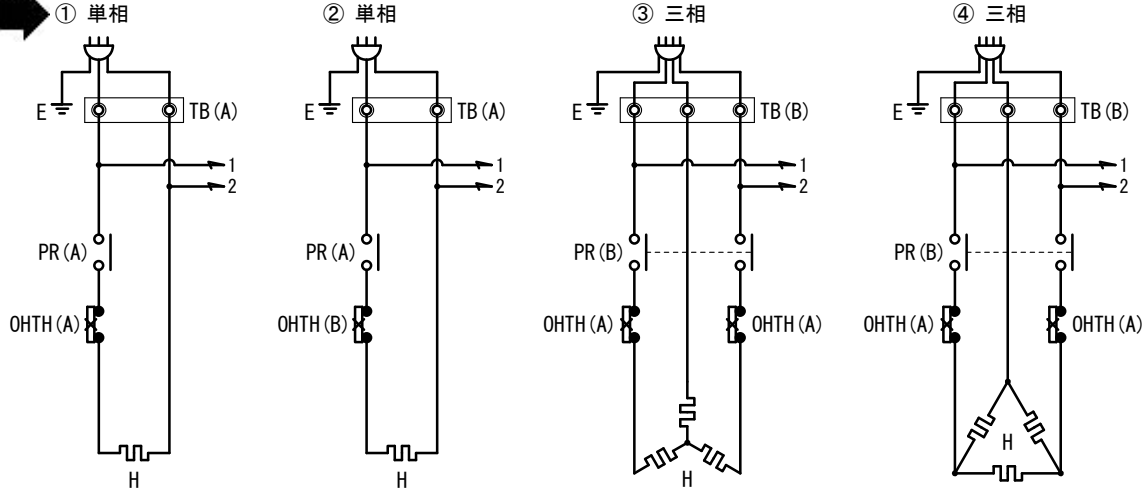 ① 単相
E
TB(A)
1
2
PR(A)
OHTH(A)
H
② 単相
E
TB(A)
1
2
PR(A)
OHTH(B)
H
③ 三相
E
TB(B)
1
2
PR(B)
OHTH(A)
OHTH(A)
H
④ 三相
E
TB(B)
1
2
PR(B)
OHTH(A)
OHTH(A)
H